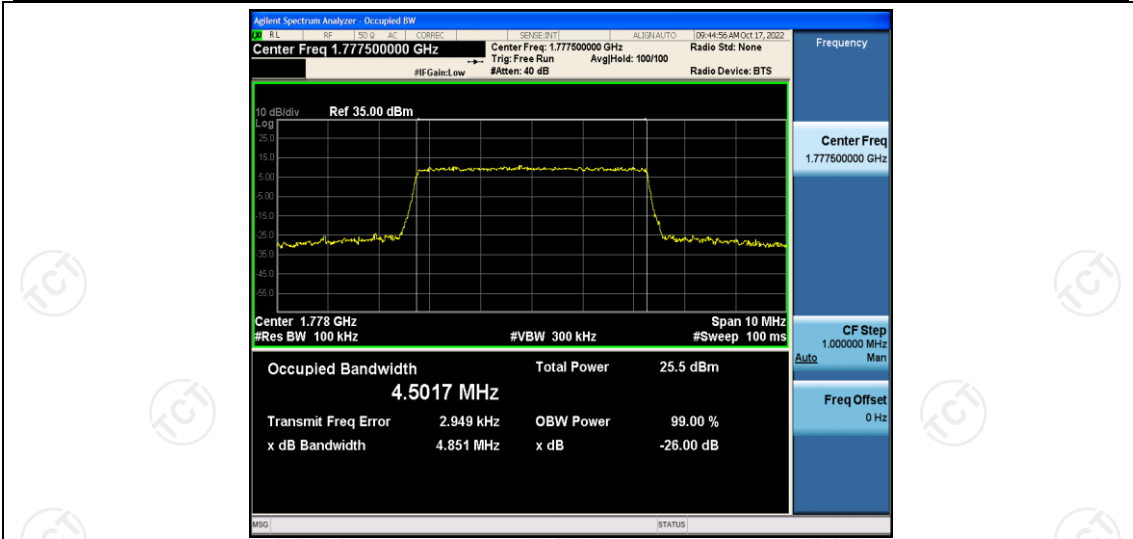 Agilent Spectrum Analyzer - Occupied BW
RL RF 50 Ω AC CORREC SENSE:INT ALIGNAUTO 09:44:56 AM Oct 17, 2022
Center Freq 1.777500000 GHz
Center Freq: 1.777500000 GHz
Radio Std: None
Trig: Free Run Avg|Hold: 100/100
#IFGain:Low
#Atten: 40 dB
Radio Device: BTS
Frequency
10 dB/div Ref 35.00 dBm
Log
25.0
15.0
5.00
-5.00
-15.0
-25.0
-35.0
-45.0
-55.0
Center 1.778 GHz
Span 10 MHz
#Res BW 100 kHz
#VBW 300 kHz
#Sweep 100 ms
Occupied Bandwidth
4.5017 MHz
Total Power 25.5 dBm
Transmit Freq Error 2.949 kHz
OBW Power 99.00 %
x dB Bandwidth 4.851 MHz
x dB -26.00 dB
Center Freq
1.777500000 GHz
CF Step
1.000000 MHz
Auto Man
Freq Offset
0 Hz
MSG
STATUS
TCT
TCT
TCT
TCT
TCT
TCT